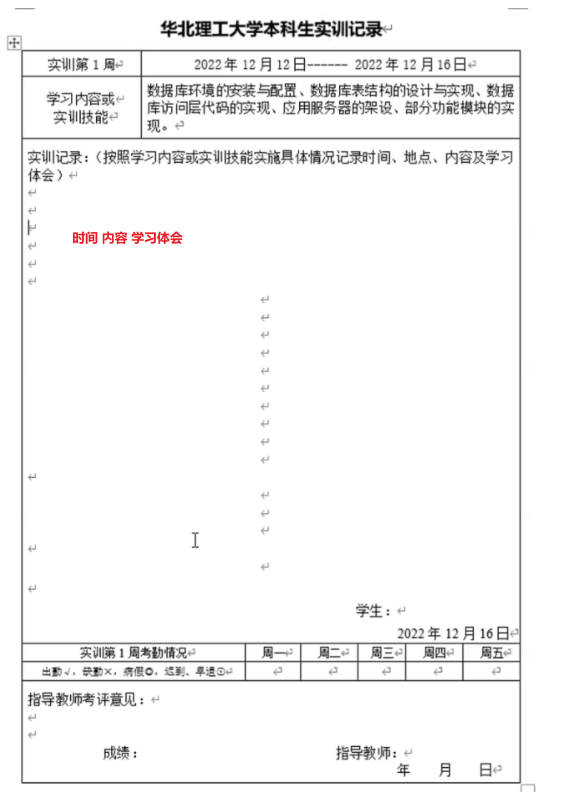 华北理工大学本科生实训记录
实训第 1 周
2022 年 12 月 12 日------ 2022 年 12 月 16 日
学习内容或
实训技能
数据库环境的安装与配置、数据库表结构的设计与实现、数据
库访问层代码的实现、应用服务器的架设、部分功能模块的实
现。
实训记录：（按照学习内容或实训技能实施具体情况记录时间、地点、内容及学习
体会）
时间 内容 学习体会
学生：
2022 年 12 月 16 日
实训第 1 周考勤情况 周一 周二 周三 周四 周五
出勤√，缺勤×，病假◎，迟到、早退⊙
指导教师考评意见：
成绩： 指导教师：
年 月 日